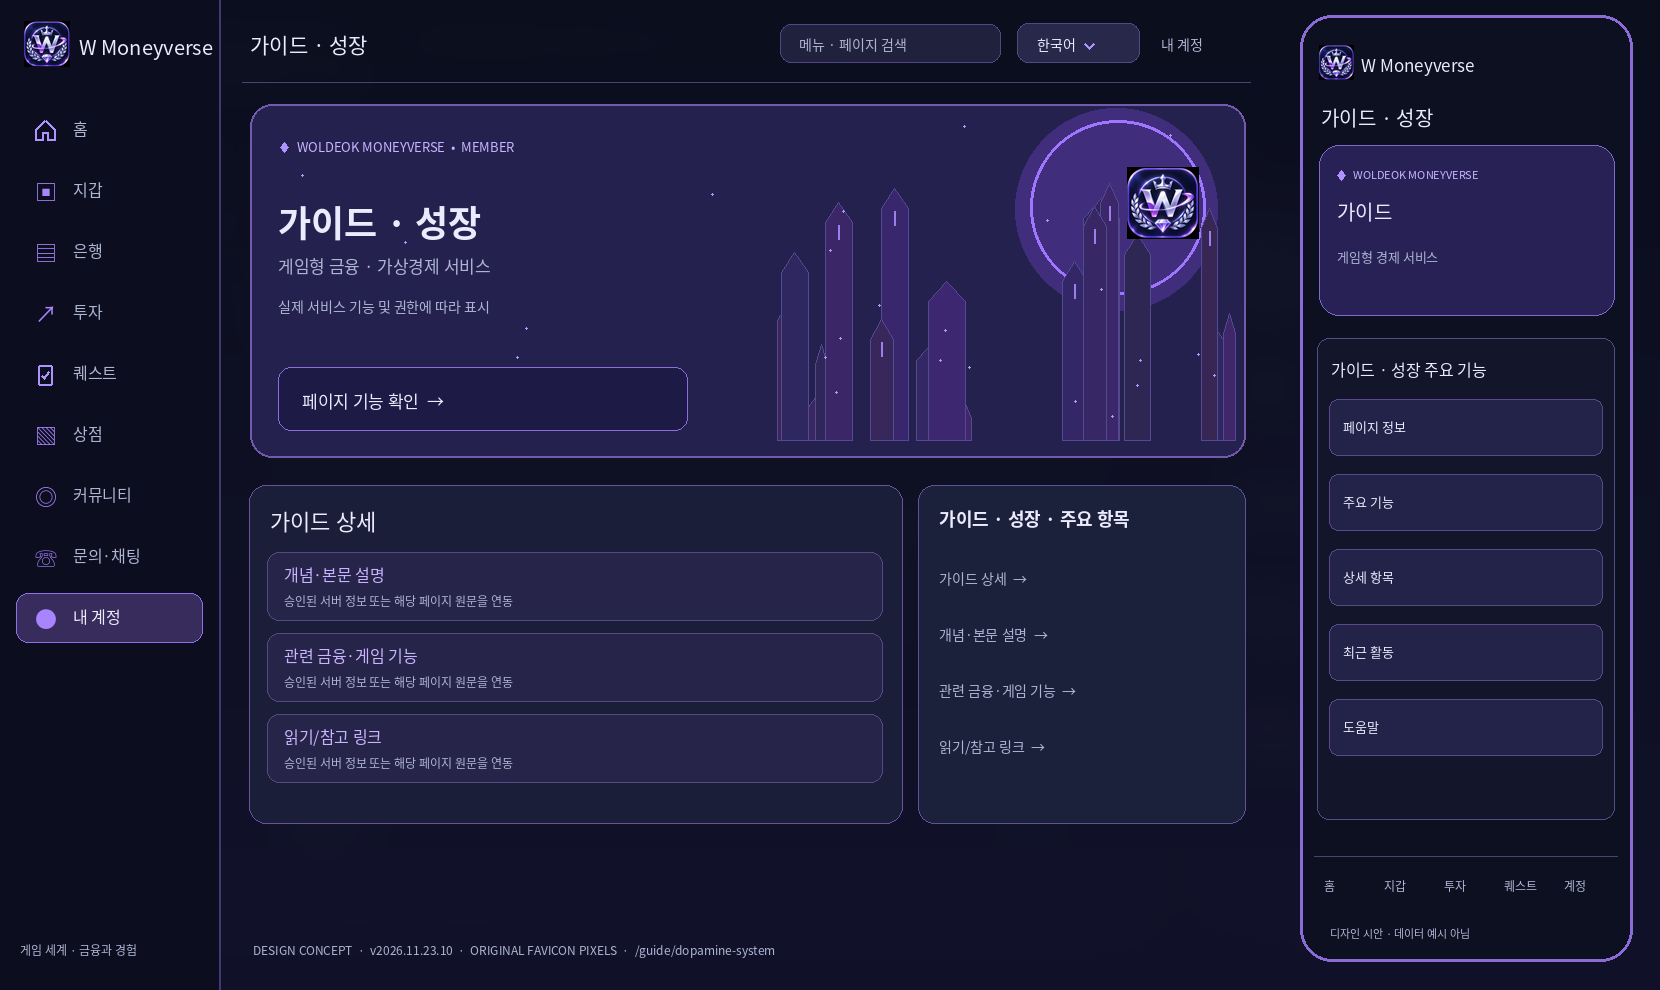 W Moneyverse
홈
지갑
은행
투자
퀘스트
상점
커뮤니티
문의·채팅
내 계정
게임 세계 · 금융과 경험
가이드 · 성장
메뉴 · 페이지 검색
한국어
내 계정
WOLDEOK MONEYVERSE • MEMBER
가이드 · 성장
게임형 금융 · 가상경제 서비스
실제 서비스 기능 및 권한에 따라 표시
페이지 기능 확인 →
W
가이드 상세
개념·본문 설명
승인된 서버 정보 또는 해당 페이지 원문을 연동
관련 금융·게임 기능
승인된 서버 정보 또는 해당 페이지 원문을 연동
읽기/참고 링크
승인된 서버 정보 또는 해당 페이지 원문을 연동
가이드 · 성장 · 주요 항목
가이드 상세 →
개념·본문 설명 →
관련 금융·게임 기능 →
읽기/참고 링크 →
DESIGN CONCEPT · v2026.11.23.10 · ORIGINAL FAVICON PIXELS · /guide/dopamine-system
W Moneyverse
가이드 · 성장
WOLDEOK MONEYVERSE
가이드
게임형 경제 서비스
가이드 · 성장 주요 기능
페이지 정보
주요 기능
상세 항목
최근 활동
도움말
홈 지갑 투자 퀘스트 계정
디자인 시안 · 데이터 예시 아님